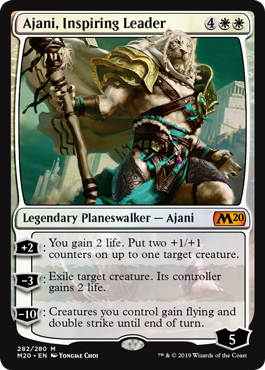 Ajani, Inspiring Leader 4
Legendary Planeswalker — Ajani M20
+2: You gain 2 life. Put two +1/+1
counters on up to one target creature.
−3: Exile target creature. Its controller
gains 2 life.
−10: Creatures you control gain flying and
double strike until end of turn.
5
282/280 M
M20 • EN Yongjae Choi ™ & © 2019 Wizards of the Coast